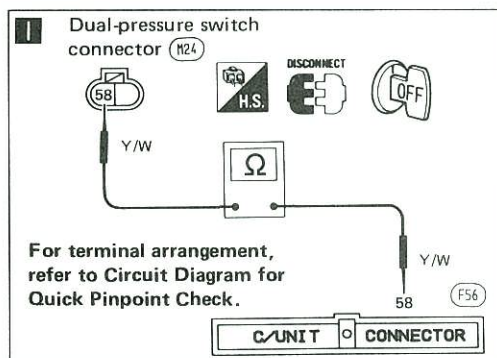 I Dual-pressure switch
connector M24
DISCONNECT
H.S.
OFF
58
Y/W
Ω
Y/W
For terminal arrangement,
refer to Circuit Diagram for
Quick Pinpoint Check.
58
F56
C/UNIT CONNECTOR